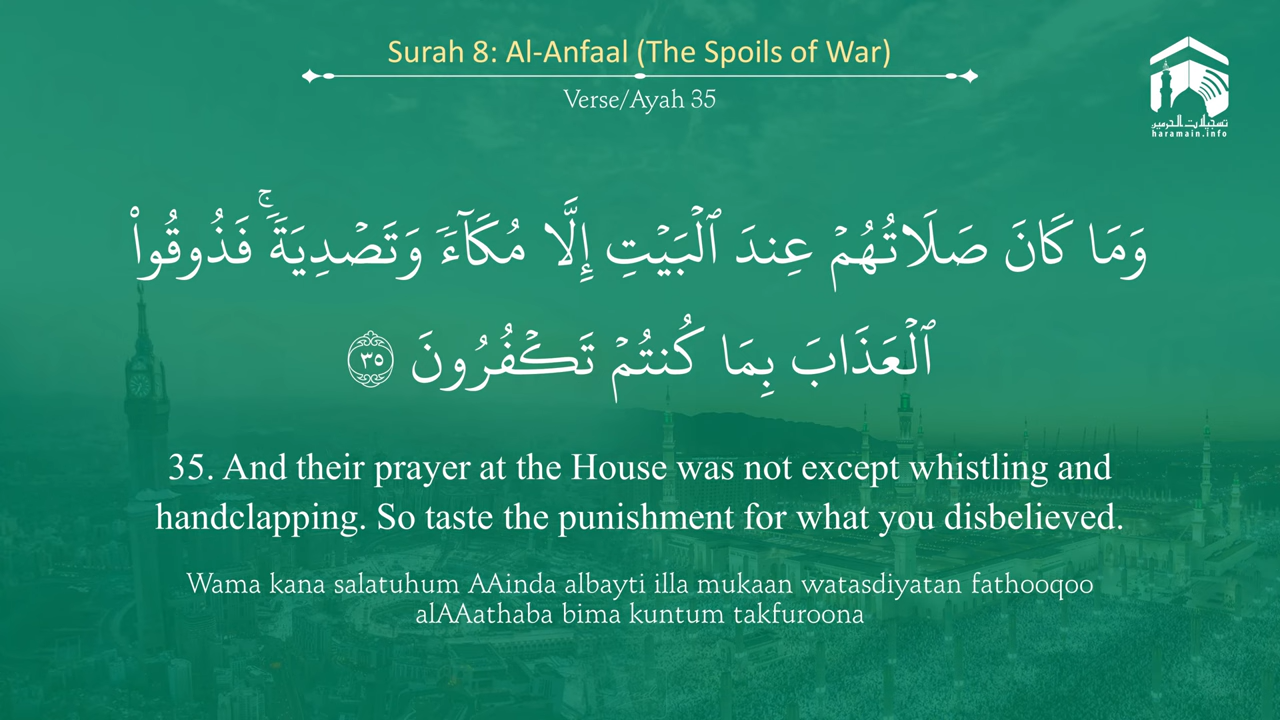 Surah 8: Al-Anfaal (The Spoils of War)
Verse/Ayah 35
تسجيلات الحرمين
haramain.info
وَمَا كَانَ صَلَاتُهُمۡ عِندَ ٱلۡبَيۡتِ إِلَّا مُكَآءٗ وَتَصۡدِيَةٗۚ فَذُوقُواْ
ٱلۡعَذَابَ بِمَا كُنتُمۡ تَكۡفُرُونَ ٣٥
35. And their prayer at the House was not except whistling and
handclapping. So taste the punishment for what you disbelieved.
Wama kana salatuhum AAinda albayti illa mukaan watasdiyatan fathooqoo
alAAathaba bima kuntum takfuroona